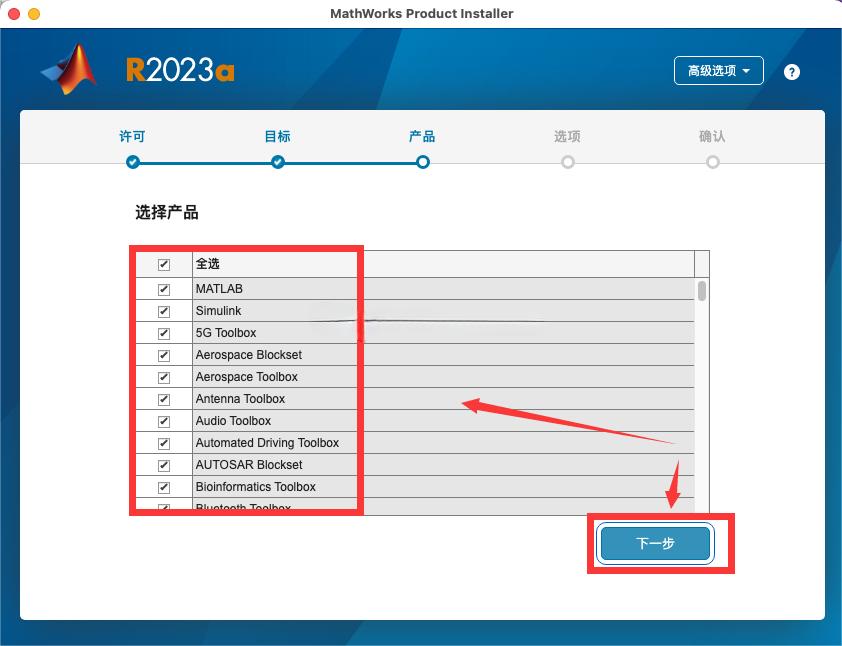 MathWorks Product Installer
R2023a
高级选项
?
许可
目标
产品
选项
确认
选择产品
全选
MATLAB
Simulink
5G Toolbox
Aerospace Blockset
Aerospace Toolbox
Antenna Toolbox
Audio Toolbox
Automated Driving Toolbox
AUTOSAR Blockset
Bioinformatics Toolbox
Bluetooth Toolbox
下一步